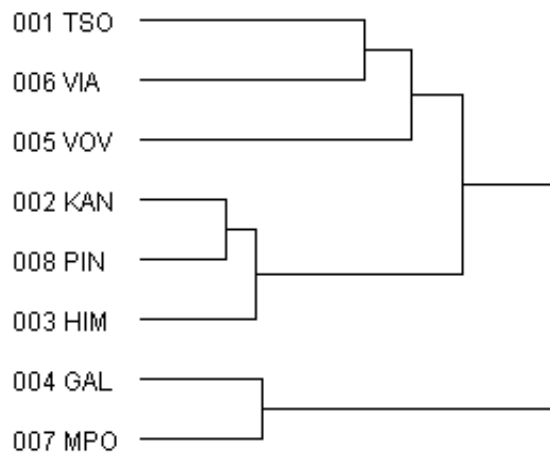 001 TSO
006 VIA
005 VOV
002 KAN
008 PIN
003 HIM
004 GAL
007 MPO